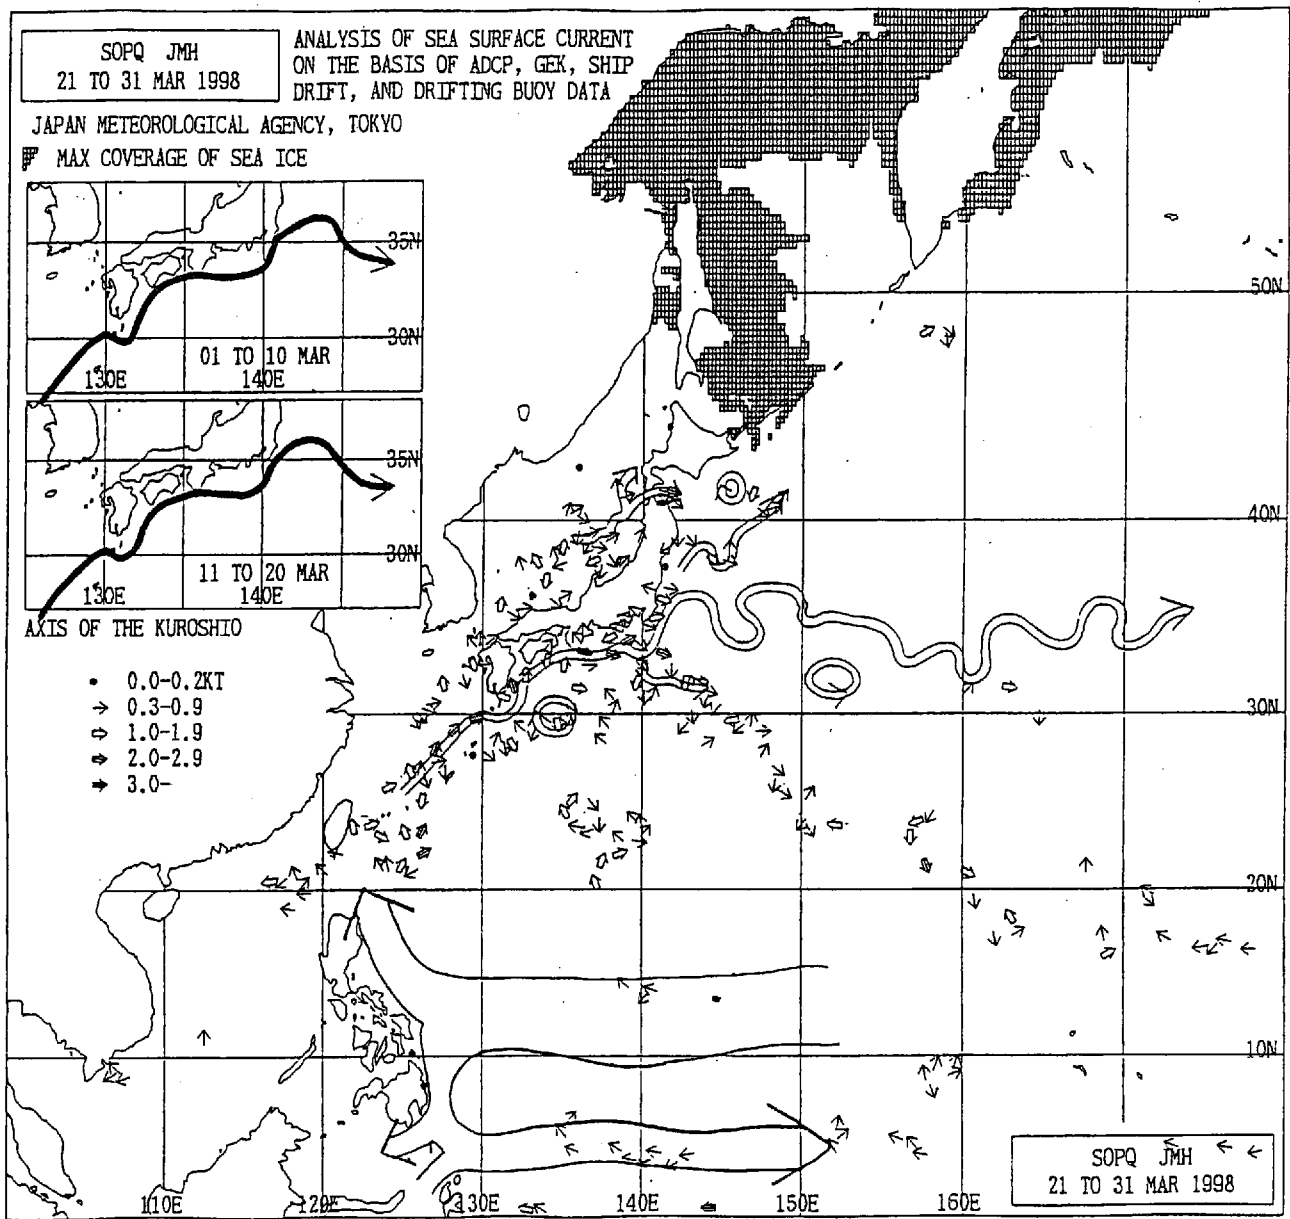 SOPQ JMH
21 TO 31 MAR 1998
ANALYSIS OF SEA SURFACE CURRENT
ON THE BASIS OF ADCP, GEK, SHIP
DRIFT, AND DRIFTING BUOY DATA
JAPAN METEOROLOGICAL AGENCY, TOKYO
MAX COVERAGE OF SEA ICE
35N
30N
01 TO 10 MAR
130E 140E
35N
30N
11 TO 20 MAR
130E 140E
AXIS OF THE KUROSHIO
0.0-0.2KT
0.3-0.9
1.0-1.9
2.0-2.9
3.0-
50N
40N
30N
20N
10N
110E 120E 130E 140E 150E 160E
SOPQ JMH
21 TO 31 MAR 1998